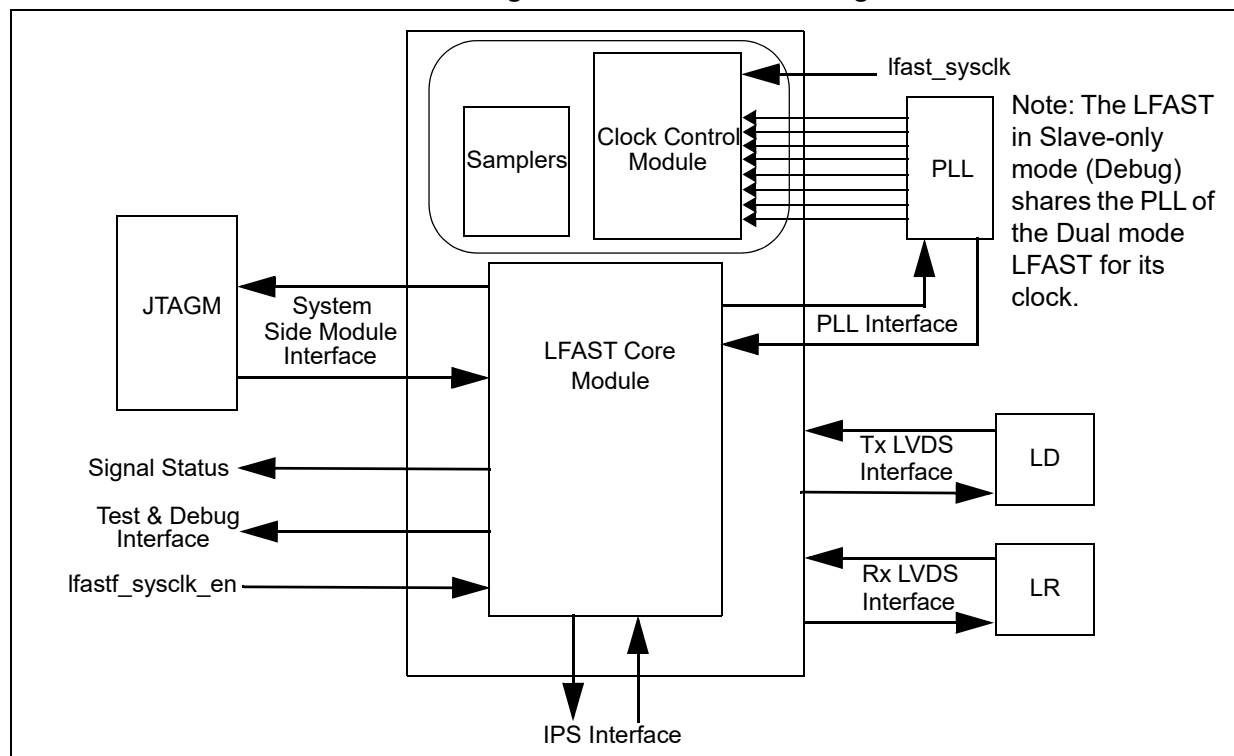 lfast_sysclk
Clock Control
Module
Samplers
PLL
Note: The LFAST
in Slave-only
mode (Debug)
shares the PLL of
the Dual mode
LFAST for its
clock.
JTAGM
System
Side Module
Interface
PLL Interface
LFAST Core
Module
Tx LVDS
Interface
LD
Signal Status
Test & Debug
Interface
Rx LVDS
Interface
LR
lfastf_sysclk_en
IPS Interface